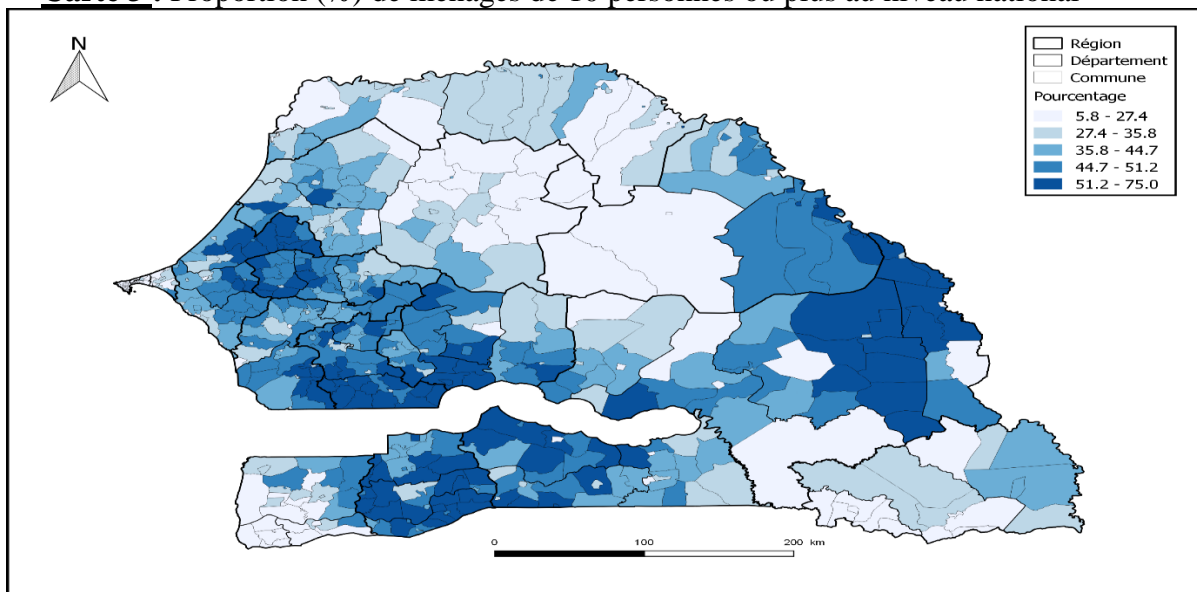 Carte 3 : Proportion (%) de ménages de 10 personnes ou plus au niveau national
N
Région
Département
Commune
Pourcentage
5.8 - 27.4
27.4 - 35.8
35.8 - 44.7
44.7 - 51.2
51.2 - 75.0
0 100 200 km